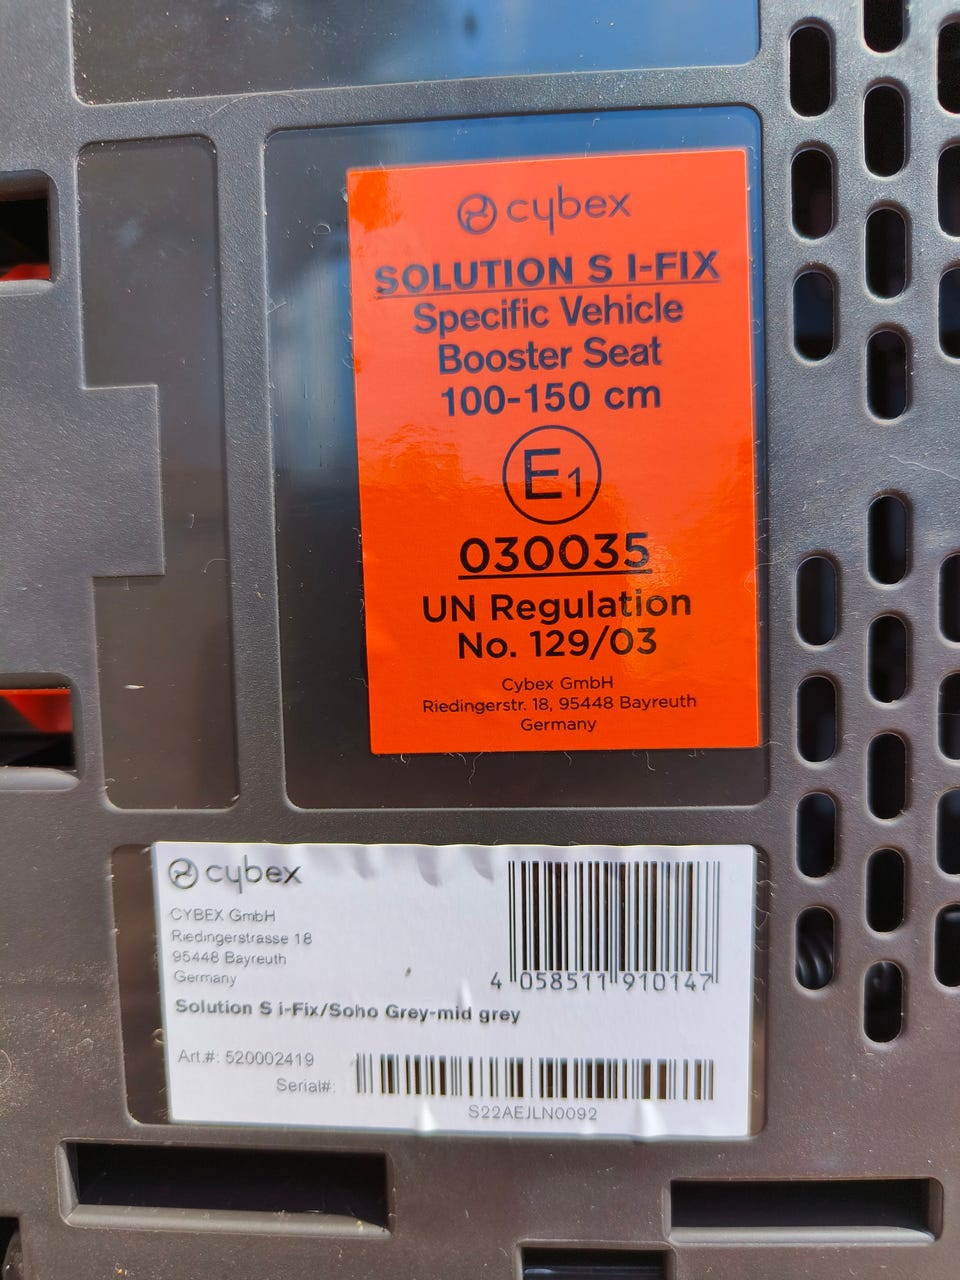 cybex
SOLUTION S I-FIX
Specific Vehicle
Booster Seat
100-150 cm
E1
030035
UN Regulation
No. 129/03
Cybex GmbH
Riedingerstr. 18, 95448 Bayreuth
Germany
cybex
CYBEX GmbH
Riedingerstrasse 18
95448 Bayreuth
Germany
4 058511 910147
Solution S i-Fix/Soho Grey-mid grey
Art.#: 520002419
Serial#:
S22AEJLN0092